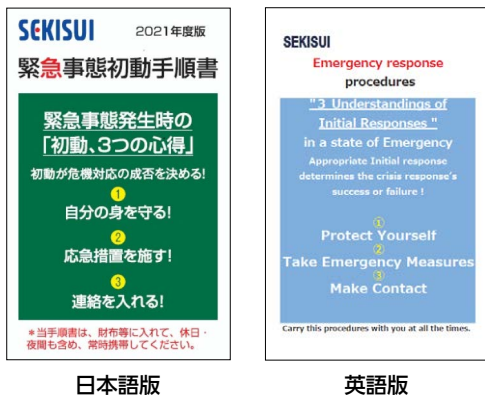 SEKISUI 2021年度版
緊急事態初動手順書
緊急事態発生時の
「初動、3つの心得」
初動が危機対応の成否を決める!
1
自分の身を守る!
2
応急措置を施す!
3
連絡を入れる!
*当手順書は、財布等に入れて、休日・
夜間も含め、常時携帯してください。
日本語版
SEKISUI
Emergency response
procedures
"3 Understandings of
Initial Responses "
in a state of Emergency
Appropriate Initial response
determines the crisis response's
success or failure !
①
Protect Yourself
②
Take Emergency Measures
③
Make Contact
Carry this procedures with you at all the times.
英語版